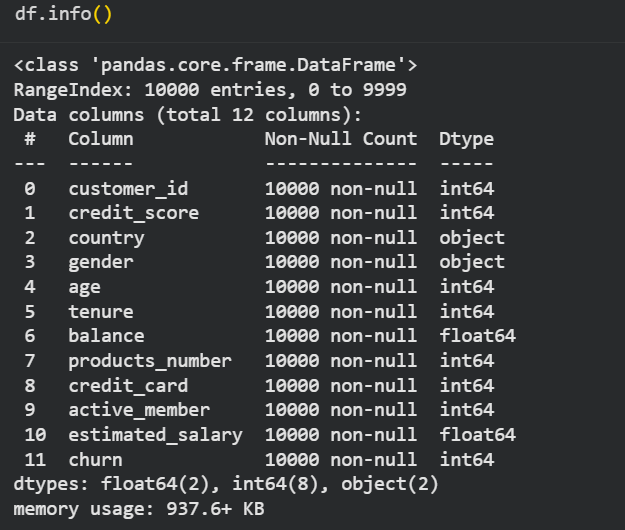 df.info()
<class 'pandas.core.frame.DataFrame'>
RangeIndex: 10000 entries, 0 to 9999
Data columns (total 12 columns):
 #   Column            Non-Null Count  Dtype
---  ------            --------------  -----
 0   customer_id       10000 non-null  int64
 1   credit_score      10000 non-null  int64
 2   country           10000 non-null  object
 3   gender            10000 non-null  object
 4   age               10000 non-null  int64
 5   tenure            10000 non-null  int64
 6   balance           10000 non-null  float64
 7   products_number   10000 non-null  int64
 8   credit_card       10000 non-null  int64
 9   active_member     10000 non-null  int64
 10  estimated_salary  10000 non-null  float64
 11  churn             10000 non-null  int64
dtypes: float64(2), int64(8), object(2)
memory usage: 937.6+ KB